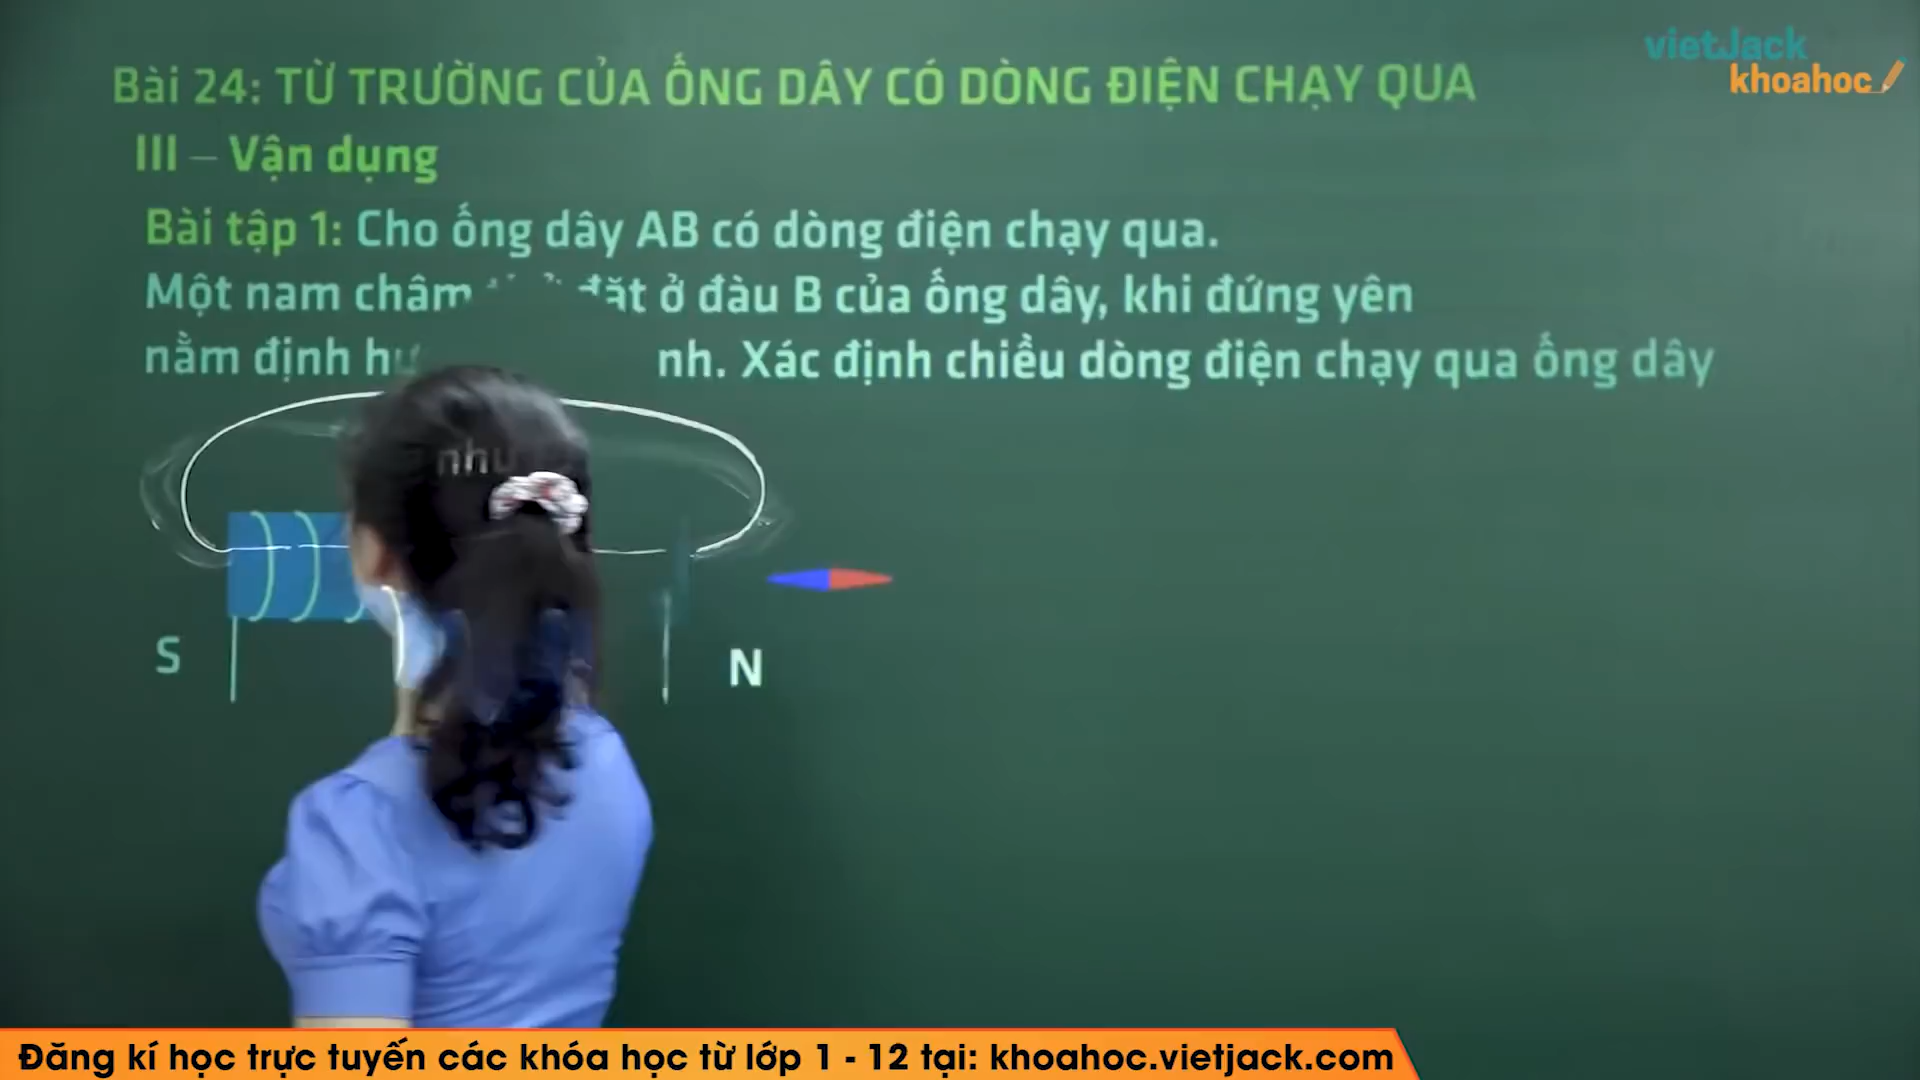 vietJack
khoahoc
Bài 24: TỪ TRƯỜNG CỦA ỐNG DÂY CÓ DÒNG ĐIỆN CHẠY QUA
III – Vận dụng
Bài tập 1: Cho ống dây AB có dòng điện chạy qua.
Một nam châm đặt ở đàu B của ống dây, khi đứng yên
nằm định nh. Xác định chiều dòng điện chạy qua ống dây
như
S
N
Đăng kí học trực tuyến các khóa học từ lớp 1 - 12 tại: khoahoc.vietjack.com